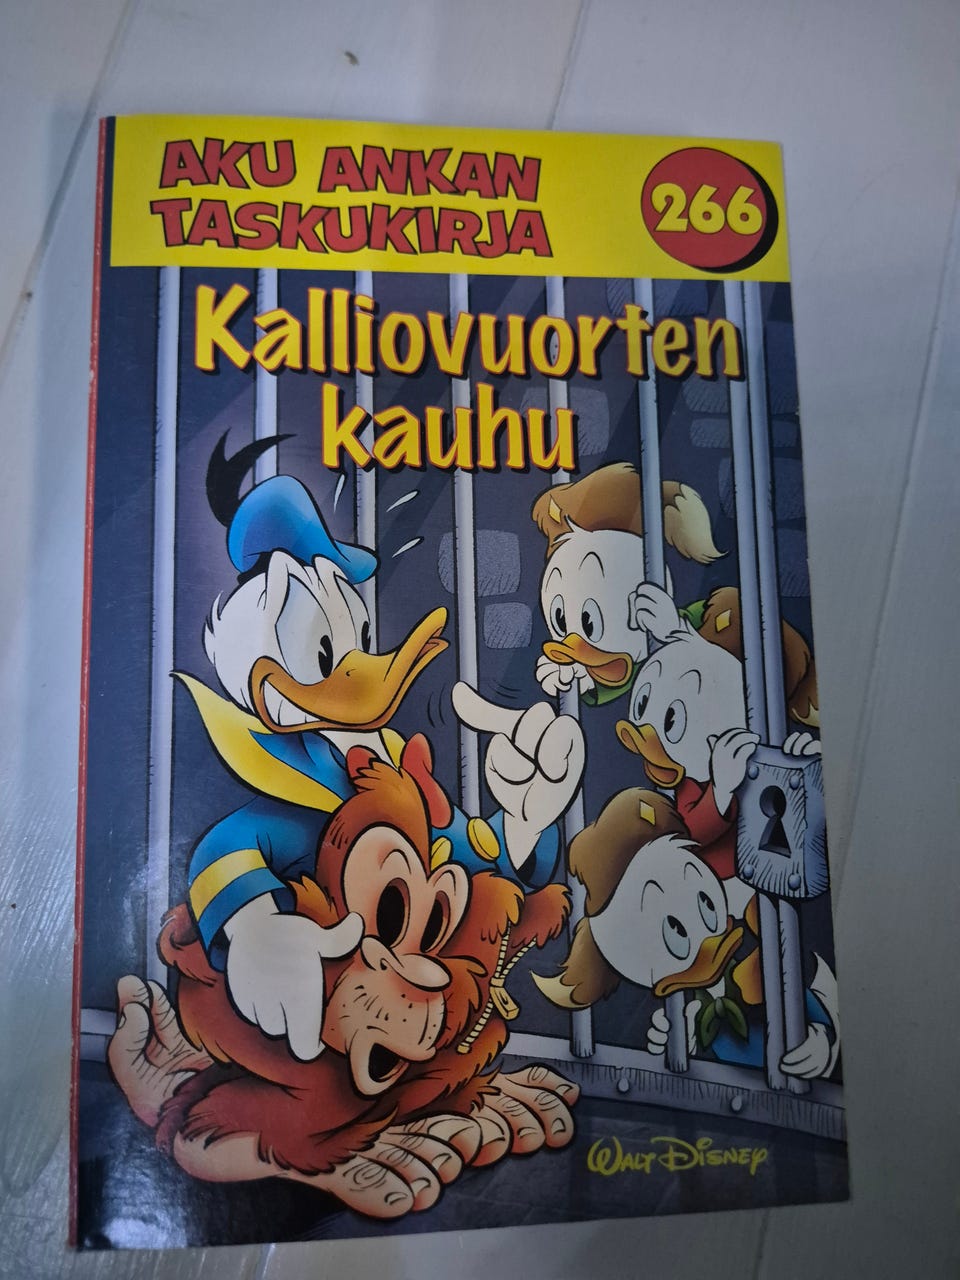 AKU ANKAN
TASKUKIRJA
266
Kalliovuorten
kauhu
WALT DISNEY